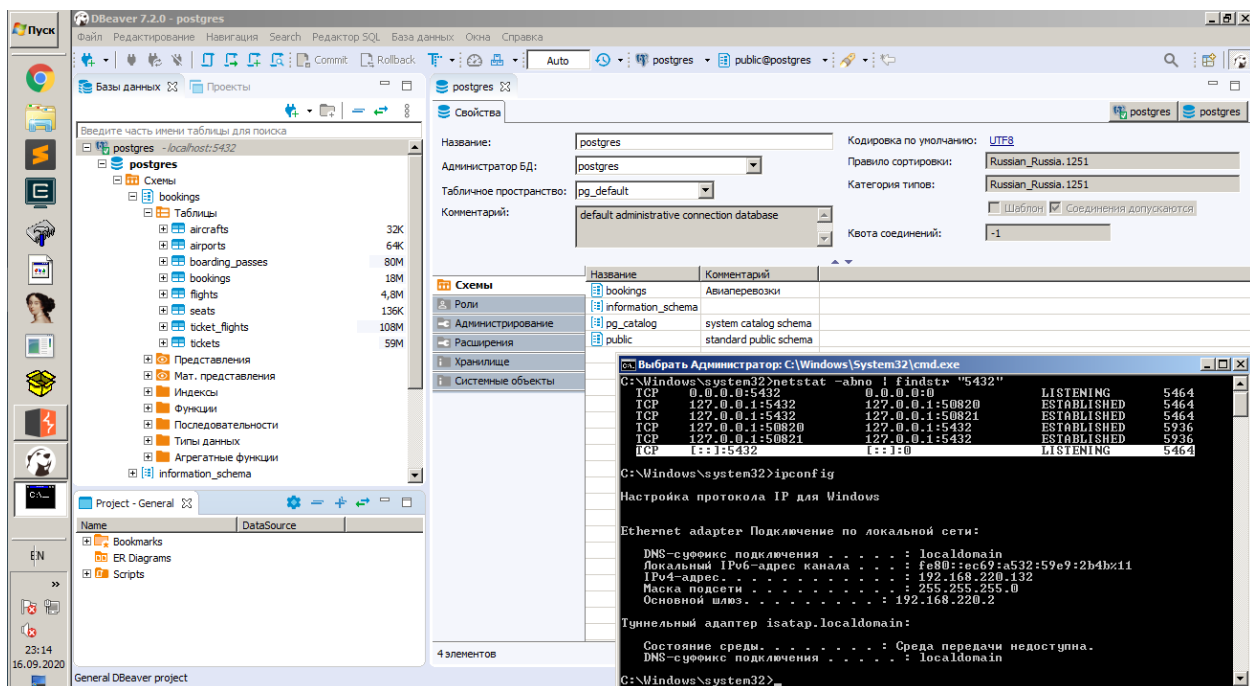 Пуск
DBeaver 7.2.0 - postgres
Файл Редактирование Навигация Search Редактор SQL База данных Окна Справка
Commit Rollback Auto postgres public@postgres
Базы данных Проекты
Введите часть имени таблицы для поиска
postgres - localhost:5432
postgres
Схемы
bookings
Таблицы
aircrafts 32K
airports 64K
boarding_passes 80M
bookings 18M
flights 4,8M
seats 136K
ticket_flights 108M
tickets 59M
Представления
Мат. представления
Индексы
Функции
Последовательности
Типы данных
Агрегатные функции
information_schema
Project - General
Name DataSource
Bookmarks
ER Diagrams
Scripts
General DBeaver project
postgres
Свойства
postgres postgres
Название: postgres
Администратор БД: postgres
Табличное пространство: pg_default
Комментарий: default administrative connection database
Кодировка по умолчанию: UTF8
Правило сортировки: Russian_Russia.1251
Категория типов: Russian_Russia.1251
Шаблон Соединения допускаются
Квота соединений: -1
Схемы
Роли
Администрирование
Расширения
Хранилище
Системные объекты
Название Комментарий
bookings Авиаперевозки
information_schema
pg_catalog system catalog schema
public standard public schema
4 элементов
Выбрать Администратор: C:\Windows\System32\cmd.exe
C:\Windows\system32>netstat -abno | findstr "5432"
TCP 0.0.0.0:5432 0.0.0.0:0 LISTENING 5464
TCP 127.0.0.1:5432 127.0.0.1:50820 ESTABLISHED 5464
TCP 127.0.0.1:5432 127.0.0.1:50821 ESTABLISHED 5464
TCP 127.0.0.1:50820 127.0.0.1:5432 ESTABLISHED 5936
TCP 127.0.0.1:50821 127.0.0.1:5432 ESTABLISHED 5936
TCP [::]:5432 [::]:0 LISTENING 5464
C:\Windows\system32>ipconfig
Настройка протокола IP для Windows
Ethernet adapter Подключение по локальной сети:
DNS-суффикс подключения . . . . . : localdomain
Локальный IPv6-адрес канала . . . : fe80::ec69:a532:59e9:2b4b%11
IPv4-адрес. . . . . . . . . . . . : 192.168.220.132
Маска подсети . . . . . . . . . . : 255.255.255.0
Основной шлюз. . . . . . . . . : 192.168.220.2
Туннельный адаптер isatap.localdomain:
Состояние среды. . . . . . . . : Среда передачи недоступна.
DNS-суффикс подключения . . . . . : localdomain
C:\Windows\system32>_
C:\_
EN
»
23:14
16.09.2020